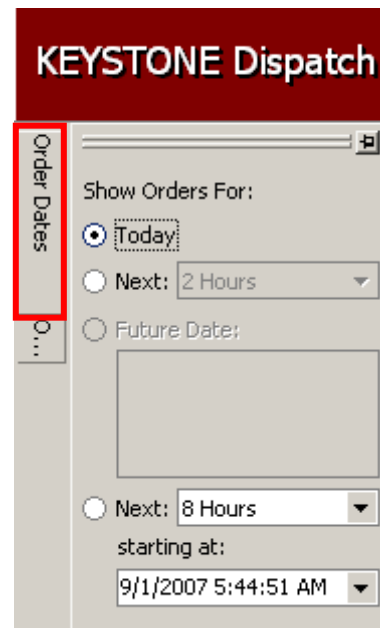 KEYSTONE Dispatch
Order Dates
O...
Show Orders For:
Today
Next: 2 Hours
Future Date:
Next: 8 Hours
starting at:
9/1/2007 5:44:51 AM